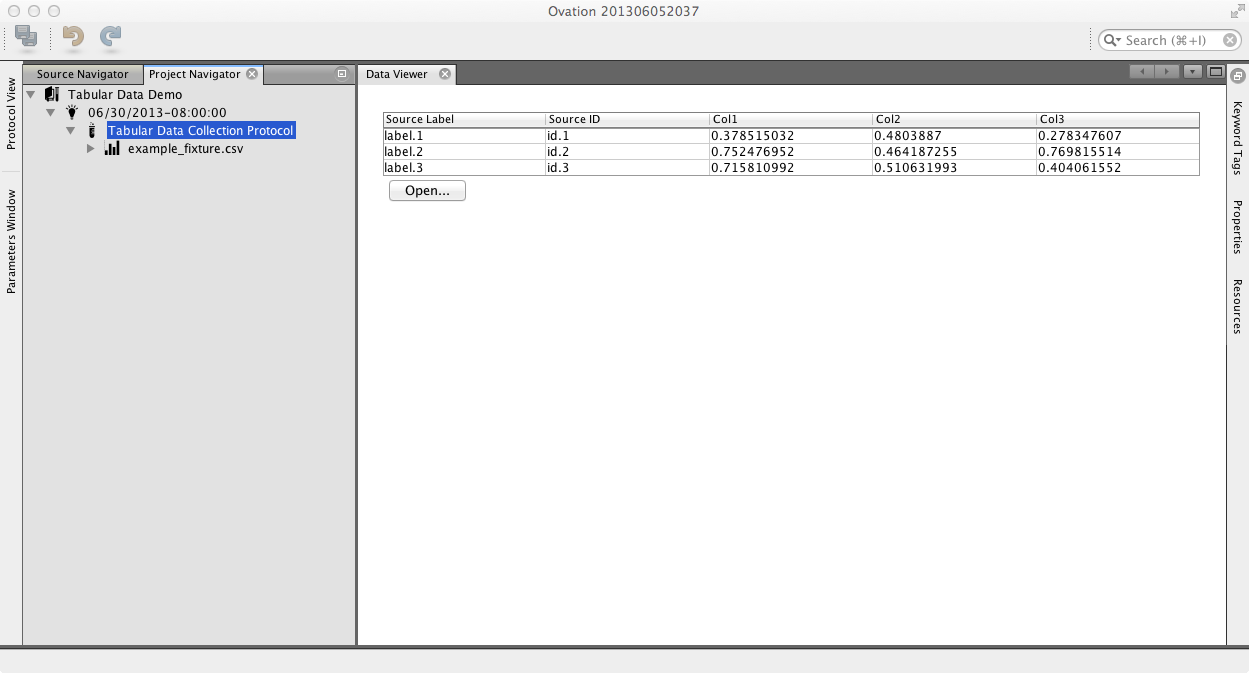 Ovation 201306052037
Search (⌘+I)
Protocol View
Parameters Window
Source Navigator
Project Navigator
Tabular Data Demo
06/30/2013-08:00:00
Tabular Data Collection Protocol
example_fixture.csv
Data Viewer
Source Label Source ID Col1 Col2 Col3
label.1 id.1 0.378515032 0.4803887 0.278347607
label.2 id.2 0.752476952 0.464187255 0.769815514
label.3 id.3 0.715810992 0.510631993 0.404061552
Open...
Keyword Tags
Properties
Resources